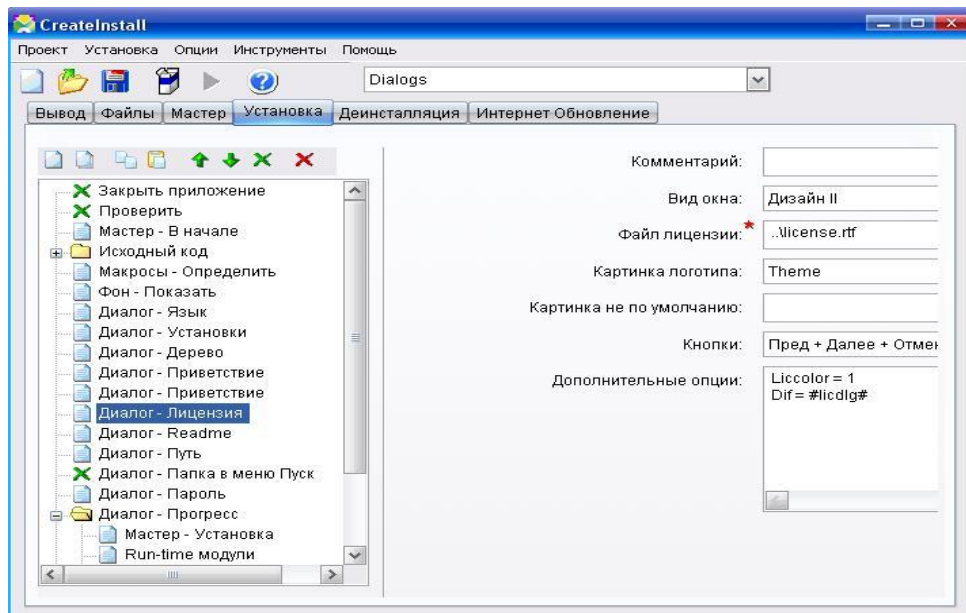 CreateInstall
Проект Установка Опции Инструменты Помощь
Dialogs
Вывод Файлы Мастер Установка Деинсталляция Интернет Обновление
Закрыть приложение
Проверить
Мастер - В начале
Исходный код
Макросы - Определить
Фон - Показать
Диалог - Язык
Диалог - Установки
Диалог - Дерево
Диалог - Приветствие
Диалог - Приветствие
Диалог - Лицензия
Диалог - Readme
Диалог - Путь
Диалог - Папка в меню Пуск
Диалог - Пароль
Диалог - Прогресс
Мастер - Установка
Run-time модули
Комментарий:
Вид окна: Дизайн II
Файл лицензии:* ..\license.rtf
Картинка логотипа: Theme
Картинка не по умолчанию:
Кнопки: Пред + Далее + Отмен
Дополнительные опции: Liccolor = 1
Dif = #licdlg#